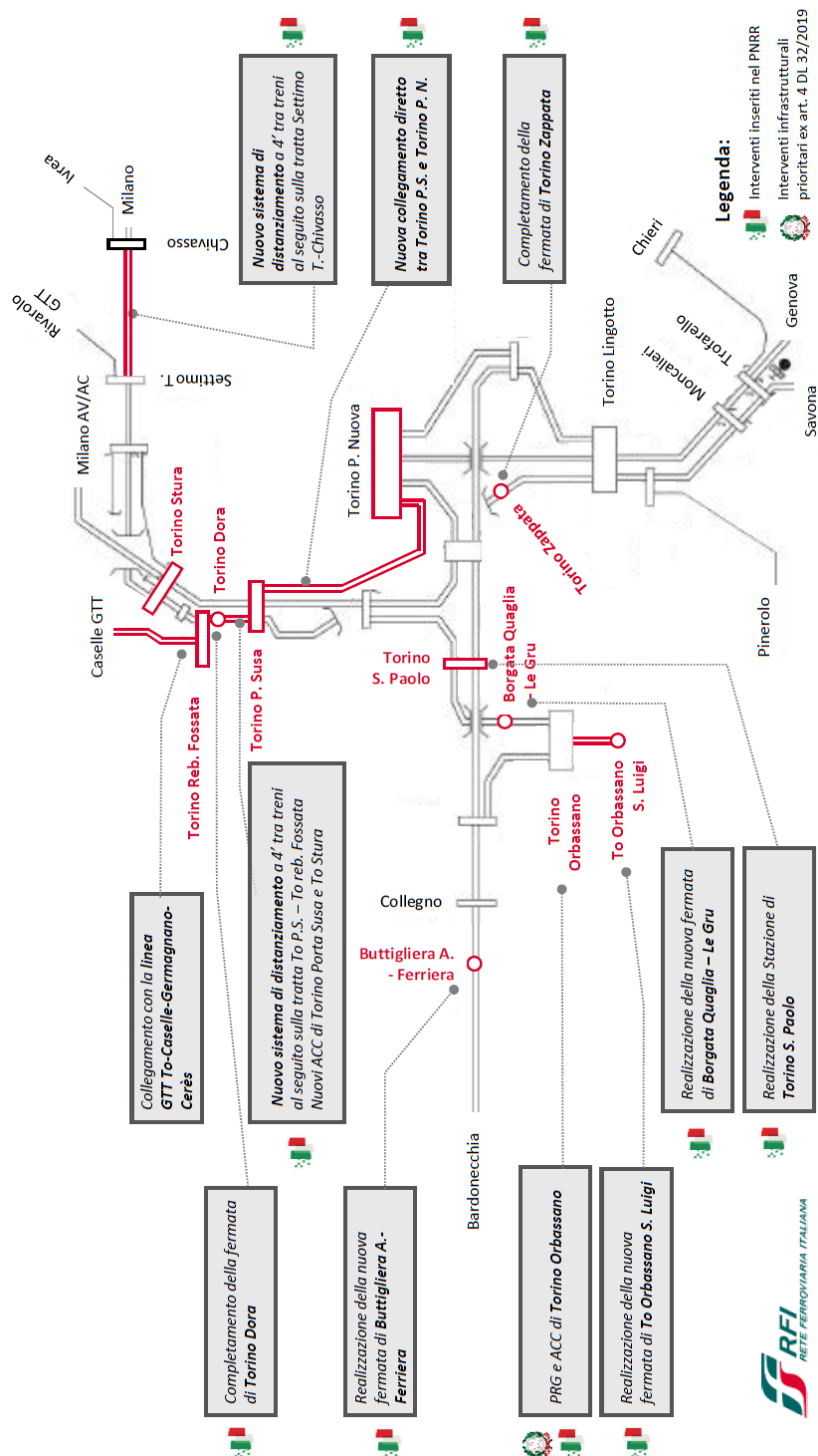 Collegamento con la linea
GTT To-Caselle-Germagnano-
Cerès
Nuovo sistema di distanziamento a 4’ tra treni
al seguito sulla tratta To P.S. – To reb. Fossata
Nuovi ACC di Torino Porta Susa e To Stura
Completamento della fermata
di Torino Dora
Realizzazione della nuova
fermata di Buttigliera A.-
Ferriera
PRG e ACC di Torino Orbassano
Realizzazione della nuova
fermata di To Orbassano S. Luigi
Realizzazione della nuova fermata
di Borgata Quaglia – Le Gru
Realizzazione della Stazione di
Torino S. Paolo
Nuovo sistema di
distanziamento a 4’ tra treni
al seguito sulla tratta Settimo
T.-Chivasso
Nuova collegamento diretto
tra Torino P.S. e Torino P. N.
Completamento della
fermata di Torino Zappata
Ivrea
Milano
Chivasso
Rivarolo
GTT
Settimo T.
Milano AV/AC
Torino Stura
Torino Dora
Caselle GTT
Torino Reb. Fossata
Torino P. Susa
Torino P. Nuova
Torino Lingotto
Torino Zappata
Torino
S. Paolo
Borgata Quaglia
- Le Gru
Torino
Orbassano
To Orbassano
S. Luigi
Collegno
Buttigliera A.
- Ferriera
Bardonecchia
Pinerolo
Moncalieri
Trofarello
Chieri
Genova
Savona
Legenda:
Interventi inseriti nel PNRR
Interventi infrastrutturali
prioritari ex art. 4 DL 32/2019
RFI
RETE FERROVIARIA ITALIANA